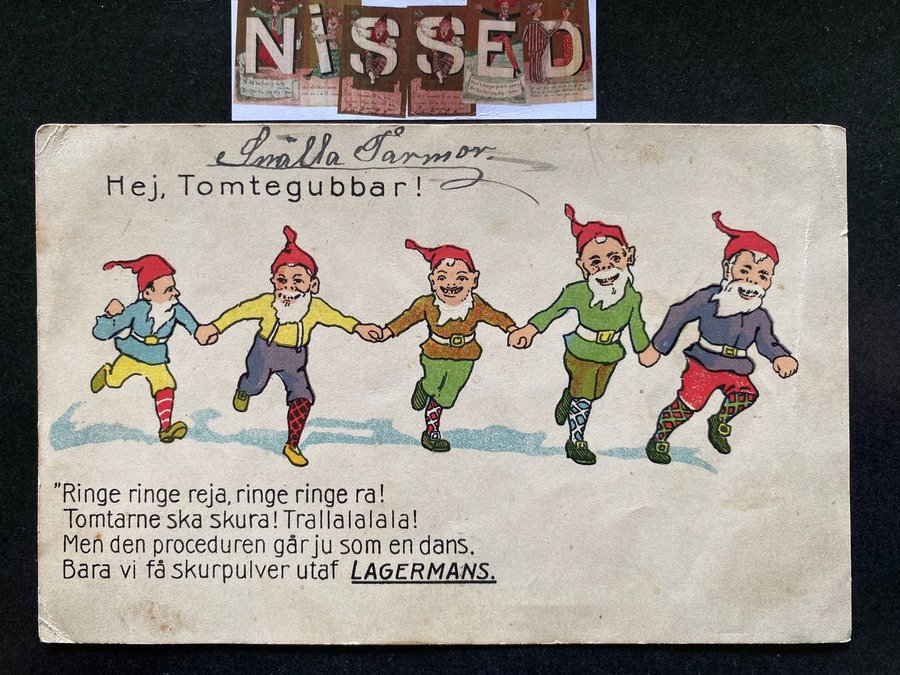 NiSSED
Snälla Farmor.
Hej, Tomtegubbar!
"Ringe ringe reja, ringe ringe ra!
Tomtarne ska skura! Trallalalala!
Men den proceduren går ju som en dans.
Bara vi få skurpulver utaf LAGERMANS.